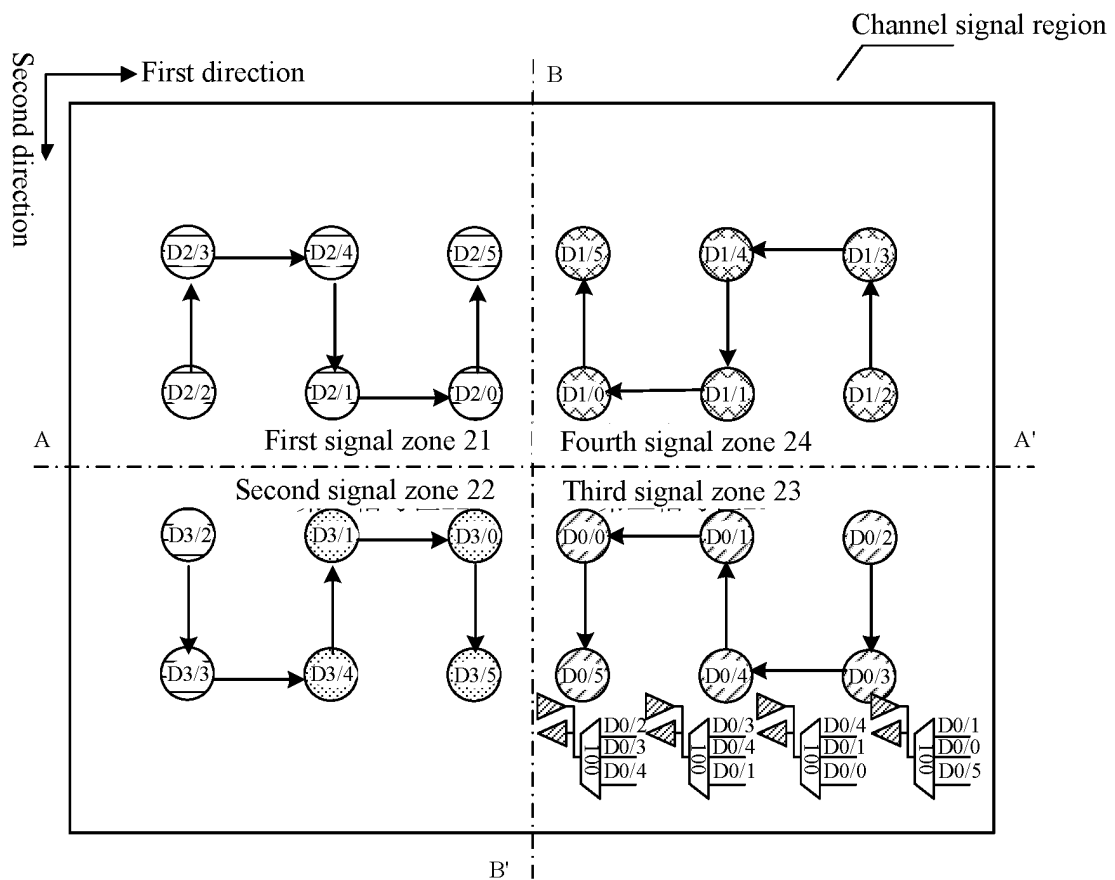 Channel signal region
First direction
Second direction
B
D2/3 D2/4 D2/5 D1/5 D1/4 D1/3
D2/2 D2/1 D2/0 D1/0 D1/1 D1/2
A First signal zone 21 Fourth signal zone 24 A'
Second signal zone 22 Third signal zone 23
D3/2 D3/1 D3/0 D0/0 D0/1 D0/2
D3/3 D3/4 D3/5 D0/5 D0/4 D0/3
D0/2 D0/3 D0/4 D0/1
D0/3 D0/4 D0/1 D0/0
D0/4 D0/1 D0/0 D0/5
100 100 100 100
B'